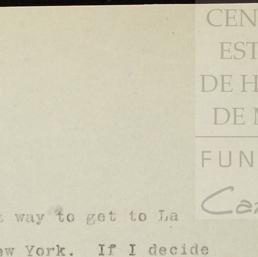 CEN
EST
DE H
DE M
FUN
Ca
way to get to La
ew York. If I decide